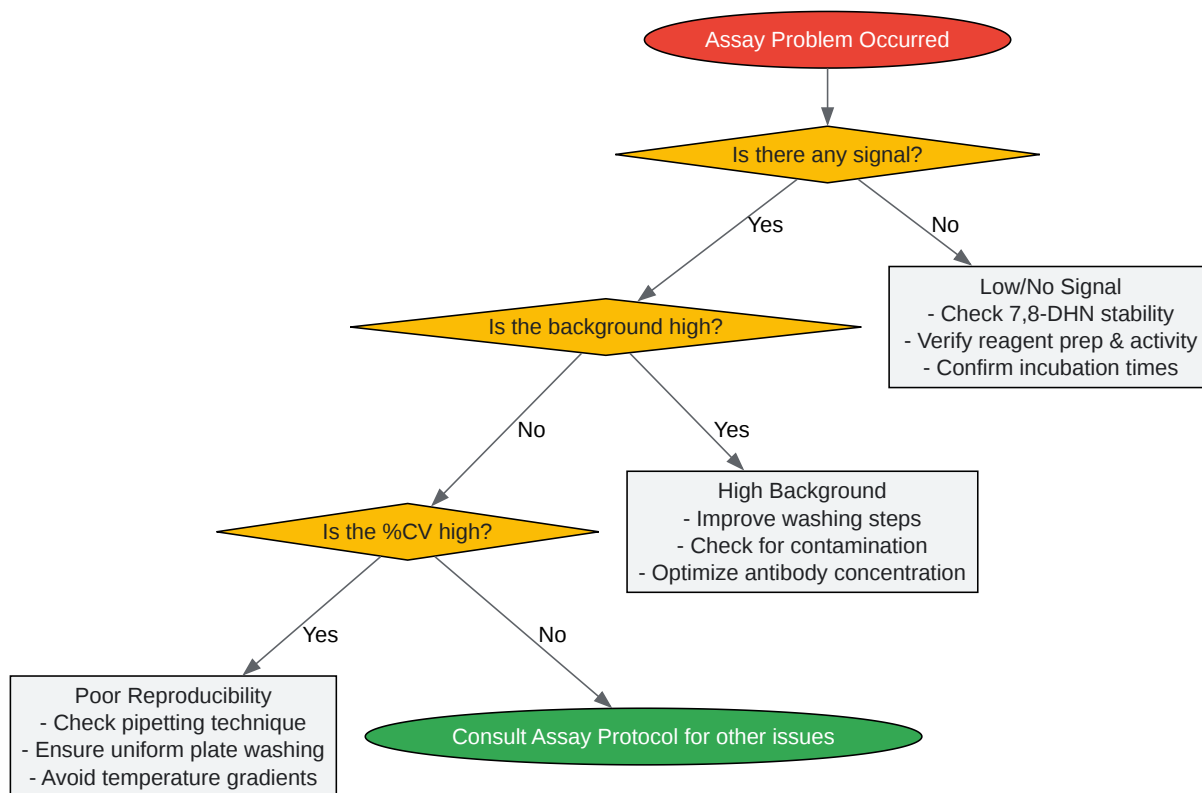 Assay Problem Occurred
Is there any signal?
Yes
No
Low/No Signal
- Check 7,8-DHN stability
- Verify reagent prep & activity
- Confirm incubation times
Is the background high?
No
Yes
High Background
- Improve washing steps
- Check for contamination
- Optimize antibody concentration
Is the %CV high?
Yes
No
Poor Reproducibility
- Check pipetting technique
- Ensure uniform plate washing
- Avoid temperature gradients
Consult Assay Protocol for other issues